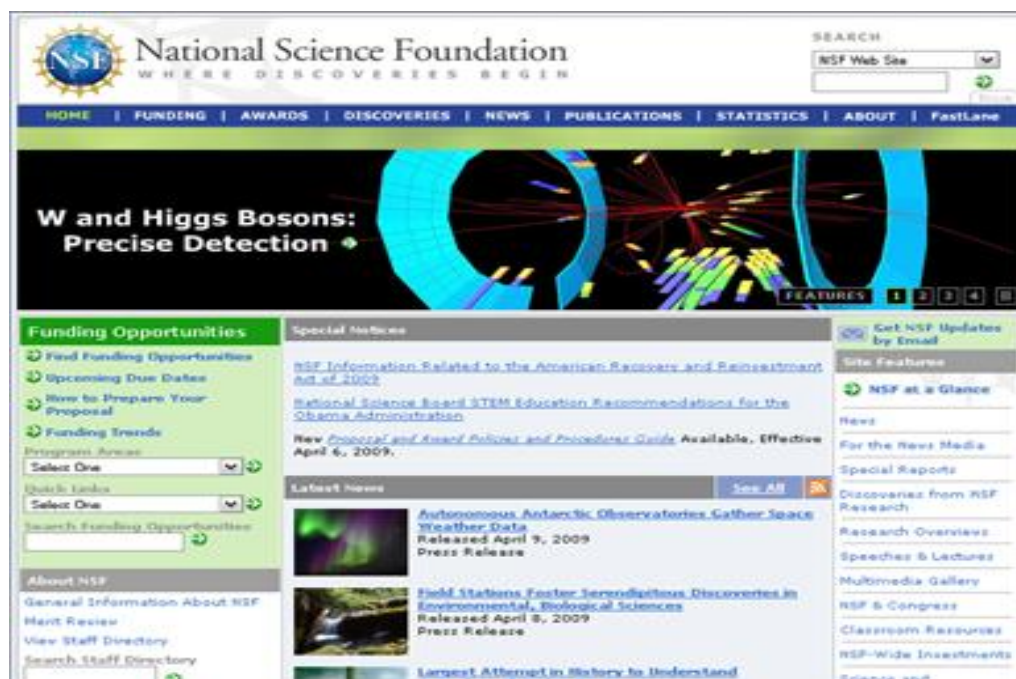 NSF
National Science Foundation
WHERE DISCOVERIES BEGIN
SEARCH
NSF Web Site
HOME | FUNDING | AWARDS | DISCOVERIES | NEWS | PUBLICATIONS | STATISTICS | ABOUT | FastLane
W and Higgs Bosons:
Precise Detection
FEATURES 1 2 3 4
Funding Opportunities
Find Funding Opportunities
Upcoming Due Dates
How to Prepare Your
Proposal
Funding Trends
Program Areas
Select One
Quick Links
Select One
Search Funding Opportunities
About NSF
General Information About NSF
Merit Review
View Staff Directory
Search Staff Directory
Special Notices
NSF Information Related to the American Recovery and Reinvestment
Act of 2009
National Science Board STEM Education Recommendations for the
Obama Administration
New Proposal and Award Policies and Procedures Guide Available, Effective
April 6, 2009.
Latest News
See All
Autonomous Antarctic Observatories Gather Space
Weather Data
Released April 9, 2009
Press Release
Field Stations Foster Serendipitous Discoveries in
Environmental, Biological Sciences
Released April 8, 2009
Press Release
Largest Attempt in History to Understand
Get NSF Updates
by Email
Site Features
NSF at a Glance
News
For the News Media
Special Reports
Discoveries from NSF
Research
Research Overviews
Speeches & Lectures
Multimedia Gallery
NSF & Congress
Classroom Resources
NSF-Wide Investments
Science and